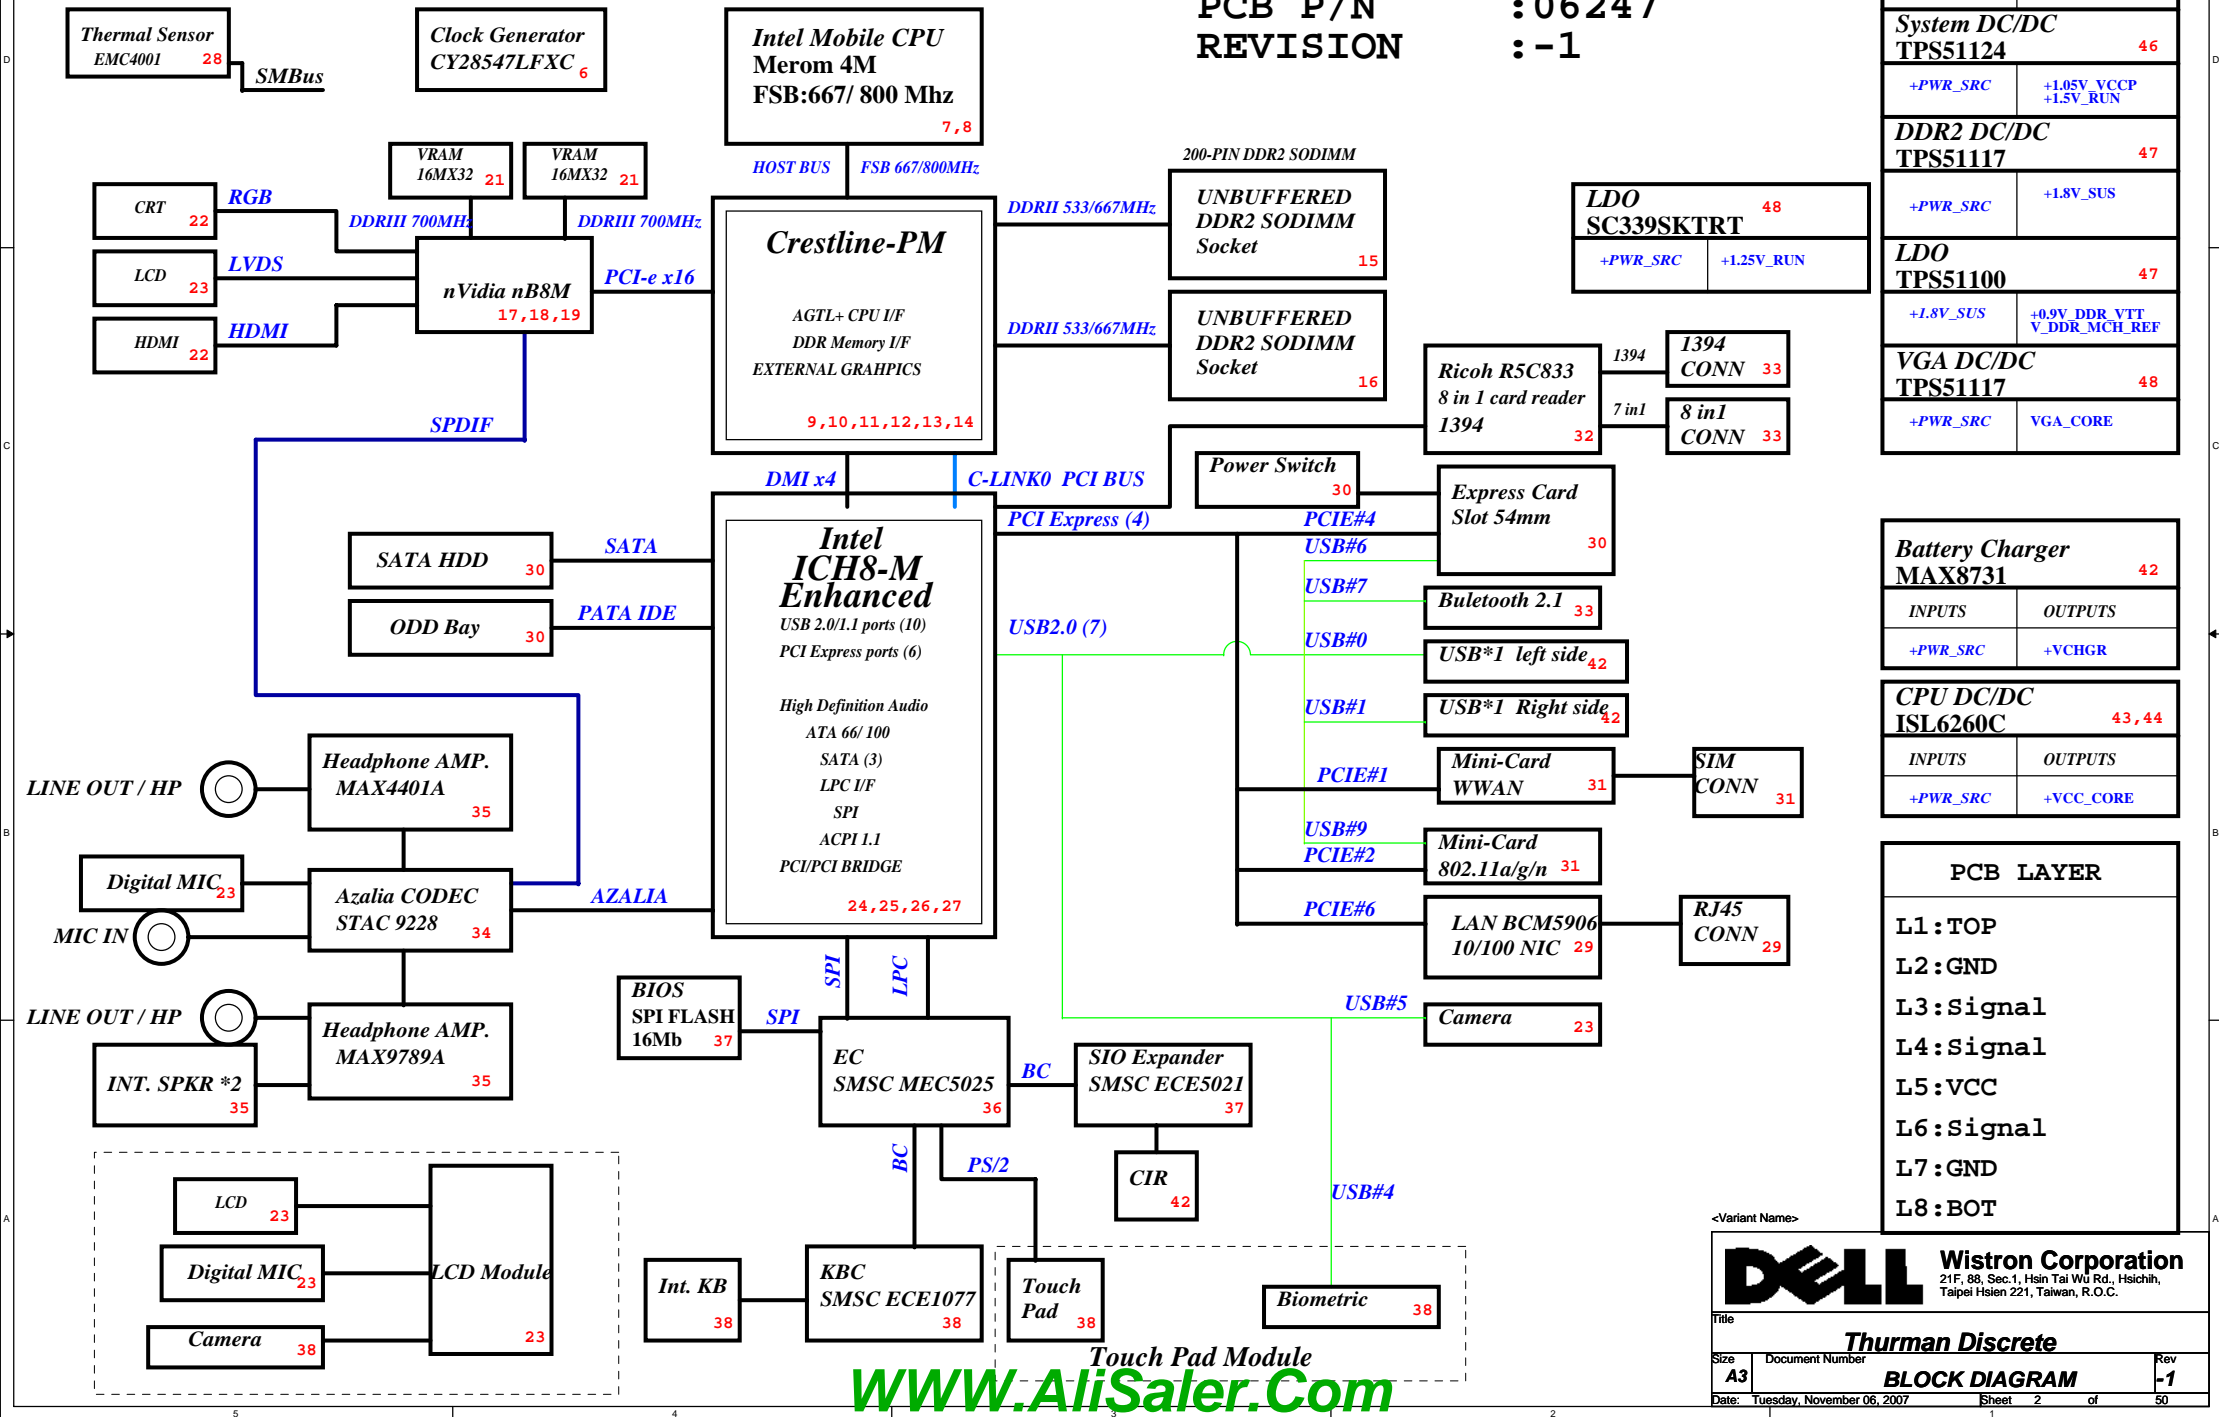 PCB P/N :06247
REVISION :-1
Thermal Sensor
EMC4001 28
SMBus
Clock Generator
CY28547LFXC 6
Intel Mobile CPU
Merom 4M
FSB:667/ 800 Mhz
7,8
HOST BUS FSB 667/800MHz
VRAM
16MX32 21
VRAM
16MX32 21
DDRIII 700MHz
DDRIII 700MHz
CRT 22
RGB
LCD 23
LVDS
HDMI 22
HDMI
nVidia nB8M
17,18,19
PCI-e x16
SPDIF
Crestline-PM
AGTL+ CPU I/F
DDR Memory I/F
EXTERNAL GRAHPICS
9,10,11,12,13,14
DDRII 533/667MHz
DDRII 533/667MHz
200-PIN DDR2 SODIMM
UNBUFFERED
DDR2 SODIMM
Socket
15
UNBUFFERED
DDR2 SODIMM
Socket
16
LDO 48
SC339SKTRT
+PWR_SRC +1.25V_RUN
Ricoh R5C833
8 in 1 card reader
1394
32
1394
1394
CONN 33
7 in1
8 in1
CONN 33
DMI x4
C-LINK0 PCI BUS
Power Switch
30
Express Card
Slot 54mm
30
PCI Express (4)
PCIE#4
USB#6
USB#7
Buletooth 2.1 33
USB2.0 (7)
USB#0
USB*1 left side 42
USB#1
USB*1 Right side 42
PCIE#1
Mini-Card
WWAN 31
SIM
CONN
31
USB#9
PCIE#2
Mini-Card
802.11a/g/n 31
PCIE#6
LAN BCM5906
10/100 NIC 29
RJ45
CONN
29
USB#5
Camera 23
USB#4
Intel
ICH8-M
Enhanced
USB 2.0/1.1 ports (10)
PCI Express ports (6)
High Definition Audio
ATA 66/ 100
SATA (3)
LPC I/F
SPI
ACPI 1.1
PCI/PCI BRIDGE
24,25,26,27
SATA HDD 30
SATA
ODD Bay 30
PATA IDE
LINE OUT / HP
Headphone AMP.
MAX4401A
35
Digital MIC 23
MIC IN
Azalia CODEC
STAC 9228
34
AZALIA
LINE OUT / HP
Headphone AMP.
MAX9789A
35
INT. SPKR *2
35
SPI
LPC
BIOS
SPI FLASH
16Mb 37
SPI
EC
SMSC MEC5025
36
BC
SIO Expander
SMSC ECE5021
37
CIR
42
BC
PS/2
LCD 23
Digital MIC 23
Camera 38
LCD Module
23
Int. KB
38
KBC
SMSC ECE1077
38
Touch
Pad
38
Biometric 38
Touch Pad Module
System DC/DC
TPS51124 46
+PWR_SRC +1.05V_VCCP
+1.5V_RUN
DDR2 DC/DC
TPS51117 47
+PWR_SRC +1.8V_SUS
LDO
TPS51100 47
+1.8V_SUS +0.9V_DDR_VTT
V_DDR_MCH_REF
VGA DC/DC
TPS51117 48
+PWR_SRC VGA_CORE
Battery Charger
MAX8731 42
INPUTS OUTPUTS
+PWR_SRC +VCHGR
CPU DC/DC
ISL6260C 43,44
INPUTS OUTPUTS
+PWR_SRC +VCC_CORE
PCB LAYER
L1:TOP
L2:GND
L3:Signal
L4:Signal
L5:VCC
L6:Signal
L7:GND
L8:BOT
<Variant Name>
DELL
Wistron Corporation
21F, 88, Sec.1, Hsin Tai Wu Rd., Hsichih,
Taipei Hsien 221, Taiwan, R.O.C.
Title
Thurman Discrete
Size Document Number Rev
A3 BLOCK DIAGRAM -1
Date: Tuesday, November 06, 2007 Sheet 2 of 50
WWW.AliSaler.Com
D
C
B
A
D
C
B
A
5 4 3 2 1